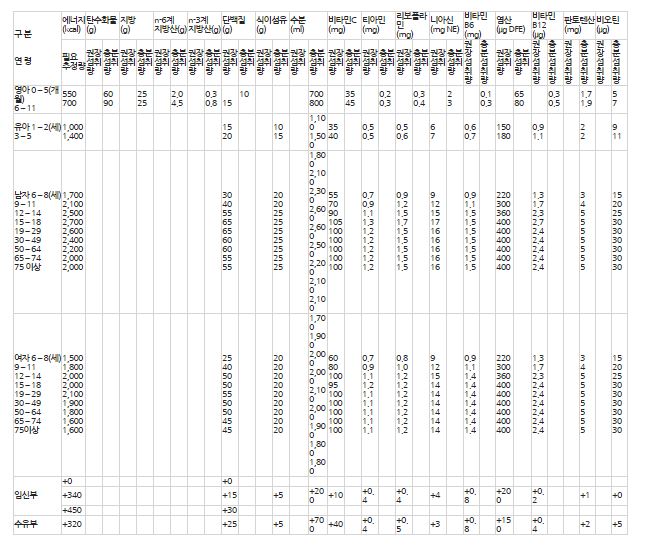 구 분 에너지(kcal) 탄수화물(g) 지방(g) n-6계 지방산(g) n-3계 지방산(g) 단백질(g) 식이섬유(g) 수분(ml) 비타민C(mg) 티아민(mg) 리보플라민(mg) 니아신(mg NE) 비타민B6(mg) 엽산(µg DFE) 비타민B12(µg) 판토텐산(mg) 비오틴(µg)
연 령 필요추정량 권장섭취량 충분섭취량 권장섭취량 충분섭취량 권장섭취량 충분섭취량 권장섭취량 충분섭취량 권장섭취량 충분섭취량 권장섭취량 충분섭취량 권장섭취량 충분섭취량 권장섭취량 충분섭취량 권장섭취량 충분섭취량 권장섭취량 충분섭취량 권장섭취량 충분섭취량 권장섭취량 충분섭취량 권장섭취량 충분섭취량 권장섭취량 충분섭취량 권장섭취량 충분섭취량 권장섭취량 충분섭취량
영아 0 – 5(개월) 550 60 25 2,0 0,3 10 700 35 0,2 0,3 2 0,1 65 0,3 1,7 5
6 – 11 700 90 25 4,5 0,8 15 800 45 0,3 0,4 3 0,3 80 0,5 1,9 7
유아 1 – 2(세) 1,000 15 10 1,100 35 0,5 0,5 6 0,6 150 0,9 2 9
3 – 5 1,400 20 15 1,500 40 0,5 0,6 7 0,7 180 1,1 2 11
남자 6 – 8(세) 1,700 30 20 1,800 55 0,7 0,9 9 0,9 220 1,3 3 15
9 – 11 2,100 40 20 2,100 70 0,9 1,2 12 1,1 300 1,7 4 20
12 – 14 2,500 55 25 2,300 90 1,1 1,5 15 1,5 360 2,3 5 25
15 – 18 2,700 65 25 2,600 105 1,3 1,7 17 1,5 400 2,7 5 30
19 – 29 2,600 65 25 2,600 100 1,2 1,5 16 1,5 400 2,4 5 30
30 – 49 2,400 60 25 2,500 100 1,2 1,5 16 1,5 400 2,4 5 30
50 – 64 2,200 60 25 2,200 100 1,2 1,5 16 1,5 400 2,4 5 30
65 – 74 2,000 55 25 2,100 100 1,2 1,5 16 1,5 400 2,4 5 30
75 이상 2,000 55 25 2,100 100 1,2 1,5 16 1,5 400 2,4 5 30
여자 6 – 8(세) 1,500 25 20 1,700 60 0,7 0,8 9 0,9 220 1,3 3 15
9 – 11 1,800 40 20 1,900 80 0,9 1,0 12 1,1 300 1,7 4 20
12 – 14 2,000 50 20 2,000 100 1,1 1,2 15 1,4 360 2,3 5 25
15 – 18 2,000 50 20 2,000 95 1,2 1,2 14 1,4 400 2,4 5 30
19 – 29 2,100 55 20 2,100 100 1,1 1,2 14 1,4 400 2,4 5 30
30 – 49 1,900 50 20 2,000 100 1,1 1,2 14 1,4 400 2,4 5 30
50 – 64 1,800 50 20 1,900 100 1,1 1,2 14 1,4 400 2,4 5 30
65 – 74 1,600 45 20 1,800 100 1,1 1,2 14 1,4 400 2,4 5 30
75이상 1,600 45 20 1,800 100 1,1 1,2 14 1,4 400 2,4 5 30
+0 +0
임신부 +340 +15 +5 +200 +10 +0,4 +0,4 +4 +0,8 +200 +0,2 +1 +0
+450 +30
수유부 +320 +25 +5 +700 +40 +0,4 +0,5 +3 +0,8 +150 +0,4 +2 +5